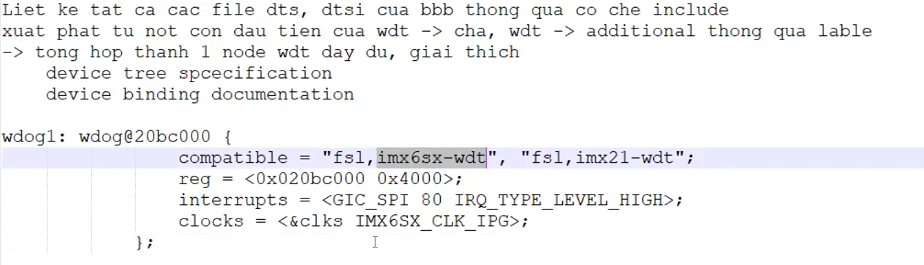 Liet ke tat ca cac file dts, dtsi cua bbb thong qua co che include
xuat phat tu not con dau tien cua wdt -> cha, wdt -> additional thong qua lable
-> tong hop thanh 1 node wdt day du, giai thich
    device tree spcecification
    device binding documentation

wdog1: wdog@20bc000 {
                compatible = "fsl,imx6sx-wdt", "fsl,imx21-wdt";
                reg = <0x020bc000 0x4000>;
                interrupts = <GIC_SPI 80 IRQ_TYPE_LEVEL_HIGH>;
                clocks = <&clks IMX6SX_CLK_IPG>;
            };